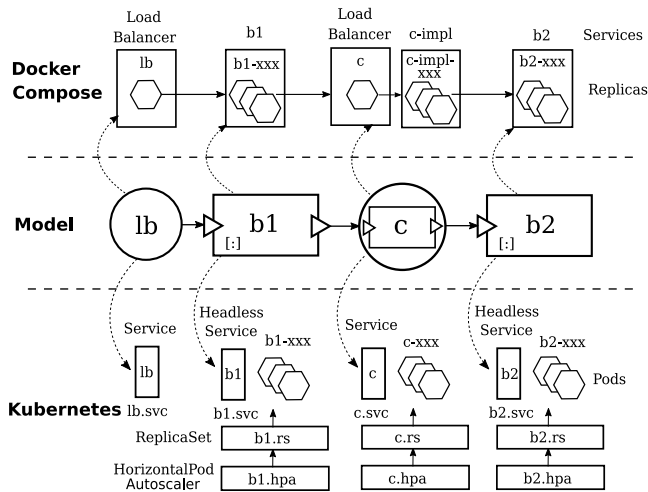 Load
Balancer
b1
Load
Balancer
c-impl
b2
Services
Docker
Compose
lb
b1-xxx
c
c-impl-
xxx
b2-xxx
Replicas
Model
lb
b1
[:]
c
b2
[:]
Kubernetes
Service
Headless
Service
b1-xxx
Service
c-xxx
Headless
Service
b2-xxx
lb
b1
c
b2
Pods
lb.svc
b1.svc
c.svc
b2.svc
ReplicaSet
b1.rs
c.rs
b2.rs
HorizontalPod
Autoscaler
b1.hpa
c.hpa
b2.hpa